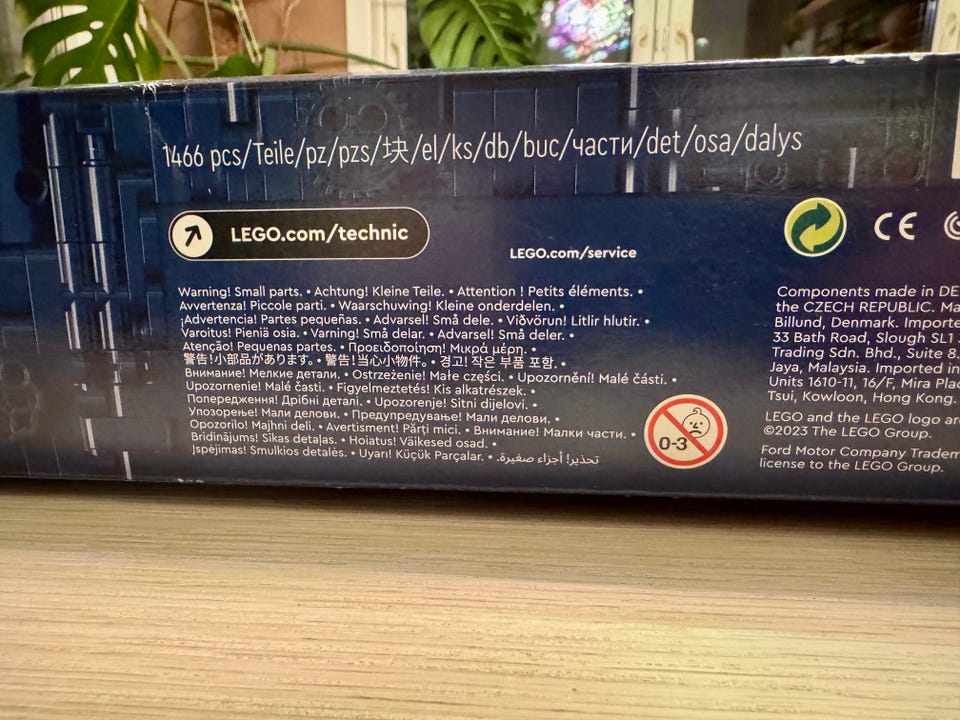 1466 pcs/Teile/pz/pzs/块/el/ks/db/buc/части/det/osa/dalys
LEGO.com/technic
LEGO.com/service
CE
Warning! Small parts. • Achtung! Kleine Teile. • Attention ! Petits éléments. •
Avvertenza! Piccole parti. • Waarschuwing! Kleine onderdelen. •
¡Advertencia! Partes pequeñas. • Advarsel! Små dele. • Viðvörun! Litlir hlutir. •
Varoitus! Pieniä osia. • Varning! Små delar. • Advarsel! Små deler. •
Atenção! Pequenas partes. • Προειδοποίηση! Μικρά μέρη. •
警告!小部品があります。 • 警告!当心小物件。 • 경고! 작은 부품 포함. •
Внимание! Мелкие детали. • Ostrzeżenie! Małe części. • Upozornění! Malé části. •
Upozornenie! Malé časti. • Figyelmeztetés! Kis alkatrészek. •
Попередження! Дрібні деталі. • Upozorenje! Sitni dijelovi. •
Упозорење! Мали делови. • Предупредување! Мали делови. •
Opozorilo! Majhni deli. • Avertisment! Părți mici. • Внимание! Малки части. •
Brīdinājums! Sīkas detaļas. • Hoiatus! Väikesed osad. •
Įspėjimas! Smulkios detalės. • Uyarı! Küçük Parçalar. • تحذير! أجزاء صغيرة.
0-3
Components made in DE
the CZECH REPUBLIC. Ma
Billund, Denmark. Importe
33 Bath Road, Slough SL1
Trading Sdn. Bhd., Suite 8.
Jaya, Malaysia. Imported in
Units 1610-11, 16/F, Mira Plac
Tsui, Kowloon, Hong Kong.
LEGO and the LEGO logo ar
©2023 The LEGO Group.
Ford Motor Company Tradem
license to the LEGO Group.